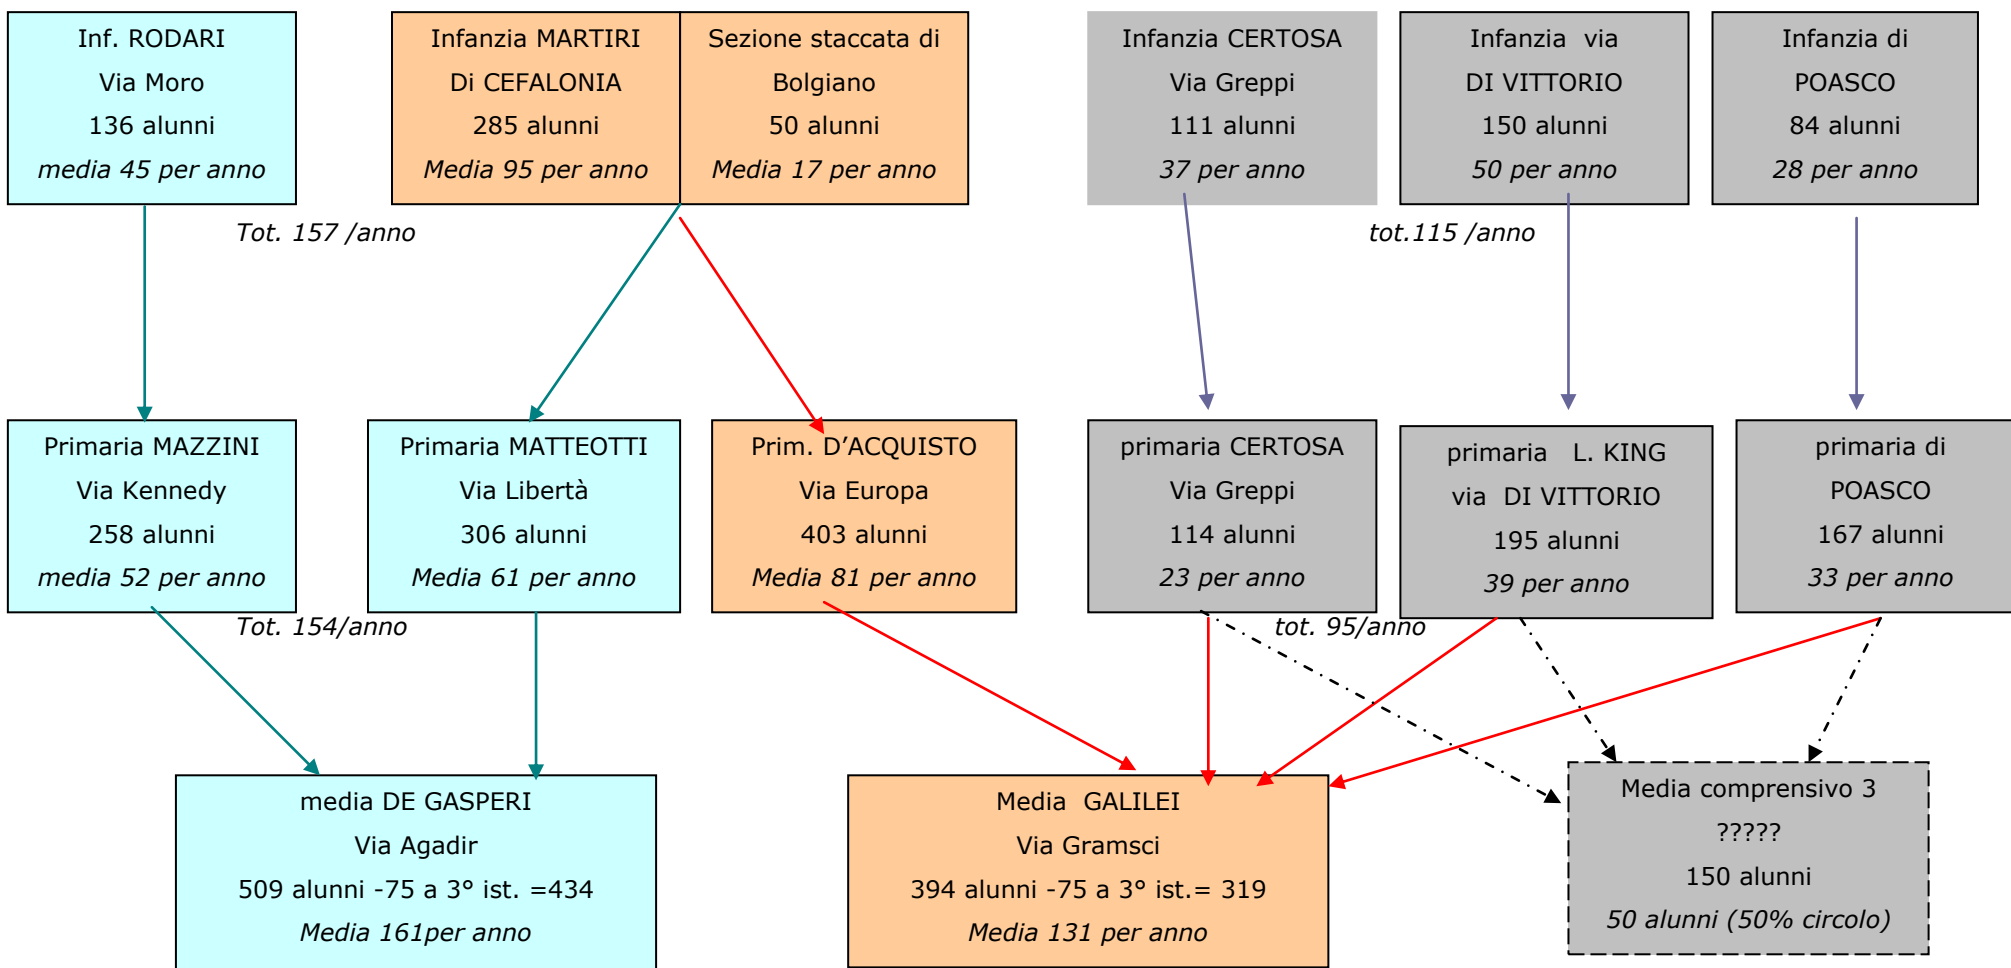 Inf. RODARI
Via Moro
136 alunni
media 45 per anno
Infanzia MARTIRI
Di CEFALONIA
285 alunni
Media 95 per anno
Sezione staccata di
Bolgiano
50 alunni
Media 17 per anno
Infanzia CERTOSA
Via Greppi
111 alunni
37 per anno
Infanzia via
DI VITTORIO
150 alunni
50 per anno
Infanzia di
POASCO
84 alunni
28 per anno
Tot. 157 /anno
tot.115 /anno
Primaria MAZZINI
Via Kennedy
258 alunni
media 52 per anno
Primaria MATTEOTTI
Via Libertà
306 alunni
Media 61 per anno
Prim. D'ACQUISTO
Via Europa
403 alunni
Media 81 per anno
primaria CERTOSA
Via Greppi
114 alunni
23 per anno
primaria L. KING
via DI VITTORIO
195 alunni
39 per anno
primaria di
POASCO
167 alunni
33 per anno
Tot. 154/anno
tot. 95/anno
media DE GASPERI
Via Agadir
509 alunni -75 a 3° ist. =434
Media 161per anno
Media GALILEI
Via Gramsci
394 alunni -75 a 3° ist.= 319
Media 131 per anno
Media comprensivo 3
?????
150 alunni
50 alunni (50% circolo)